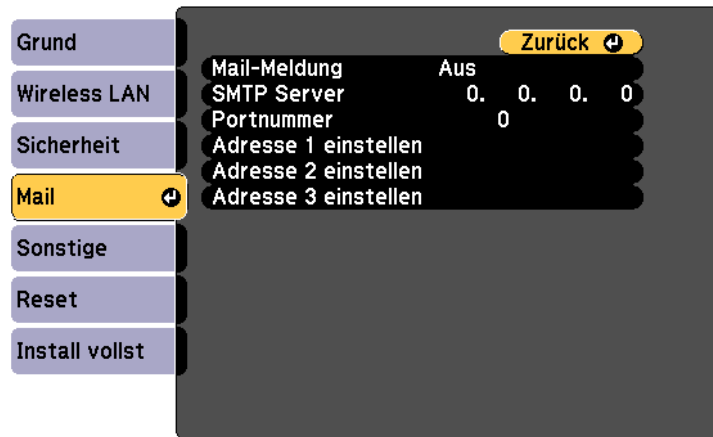 Grund
Wireless LAN
Sicherheit
Mail
Sonstige
Reset
Install vollst
Zurück
Mail-Meldung Aus
SMTP Server 0. 0. 0. 0
Portnummer 0
Adresse 1 einstellen
Adresse 2 einstellen
Adresse 3 einstellen